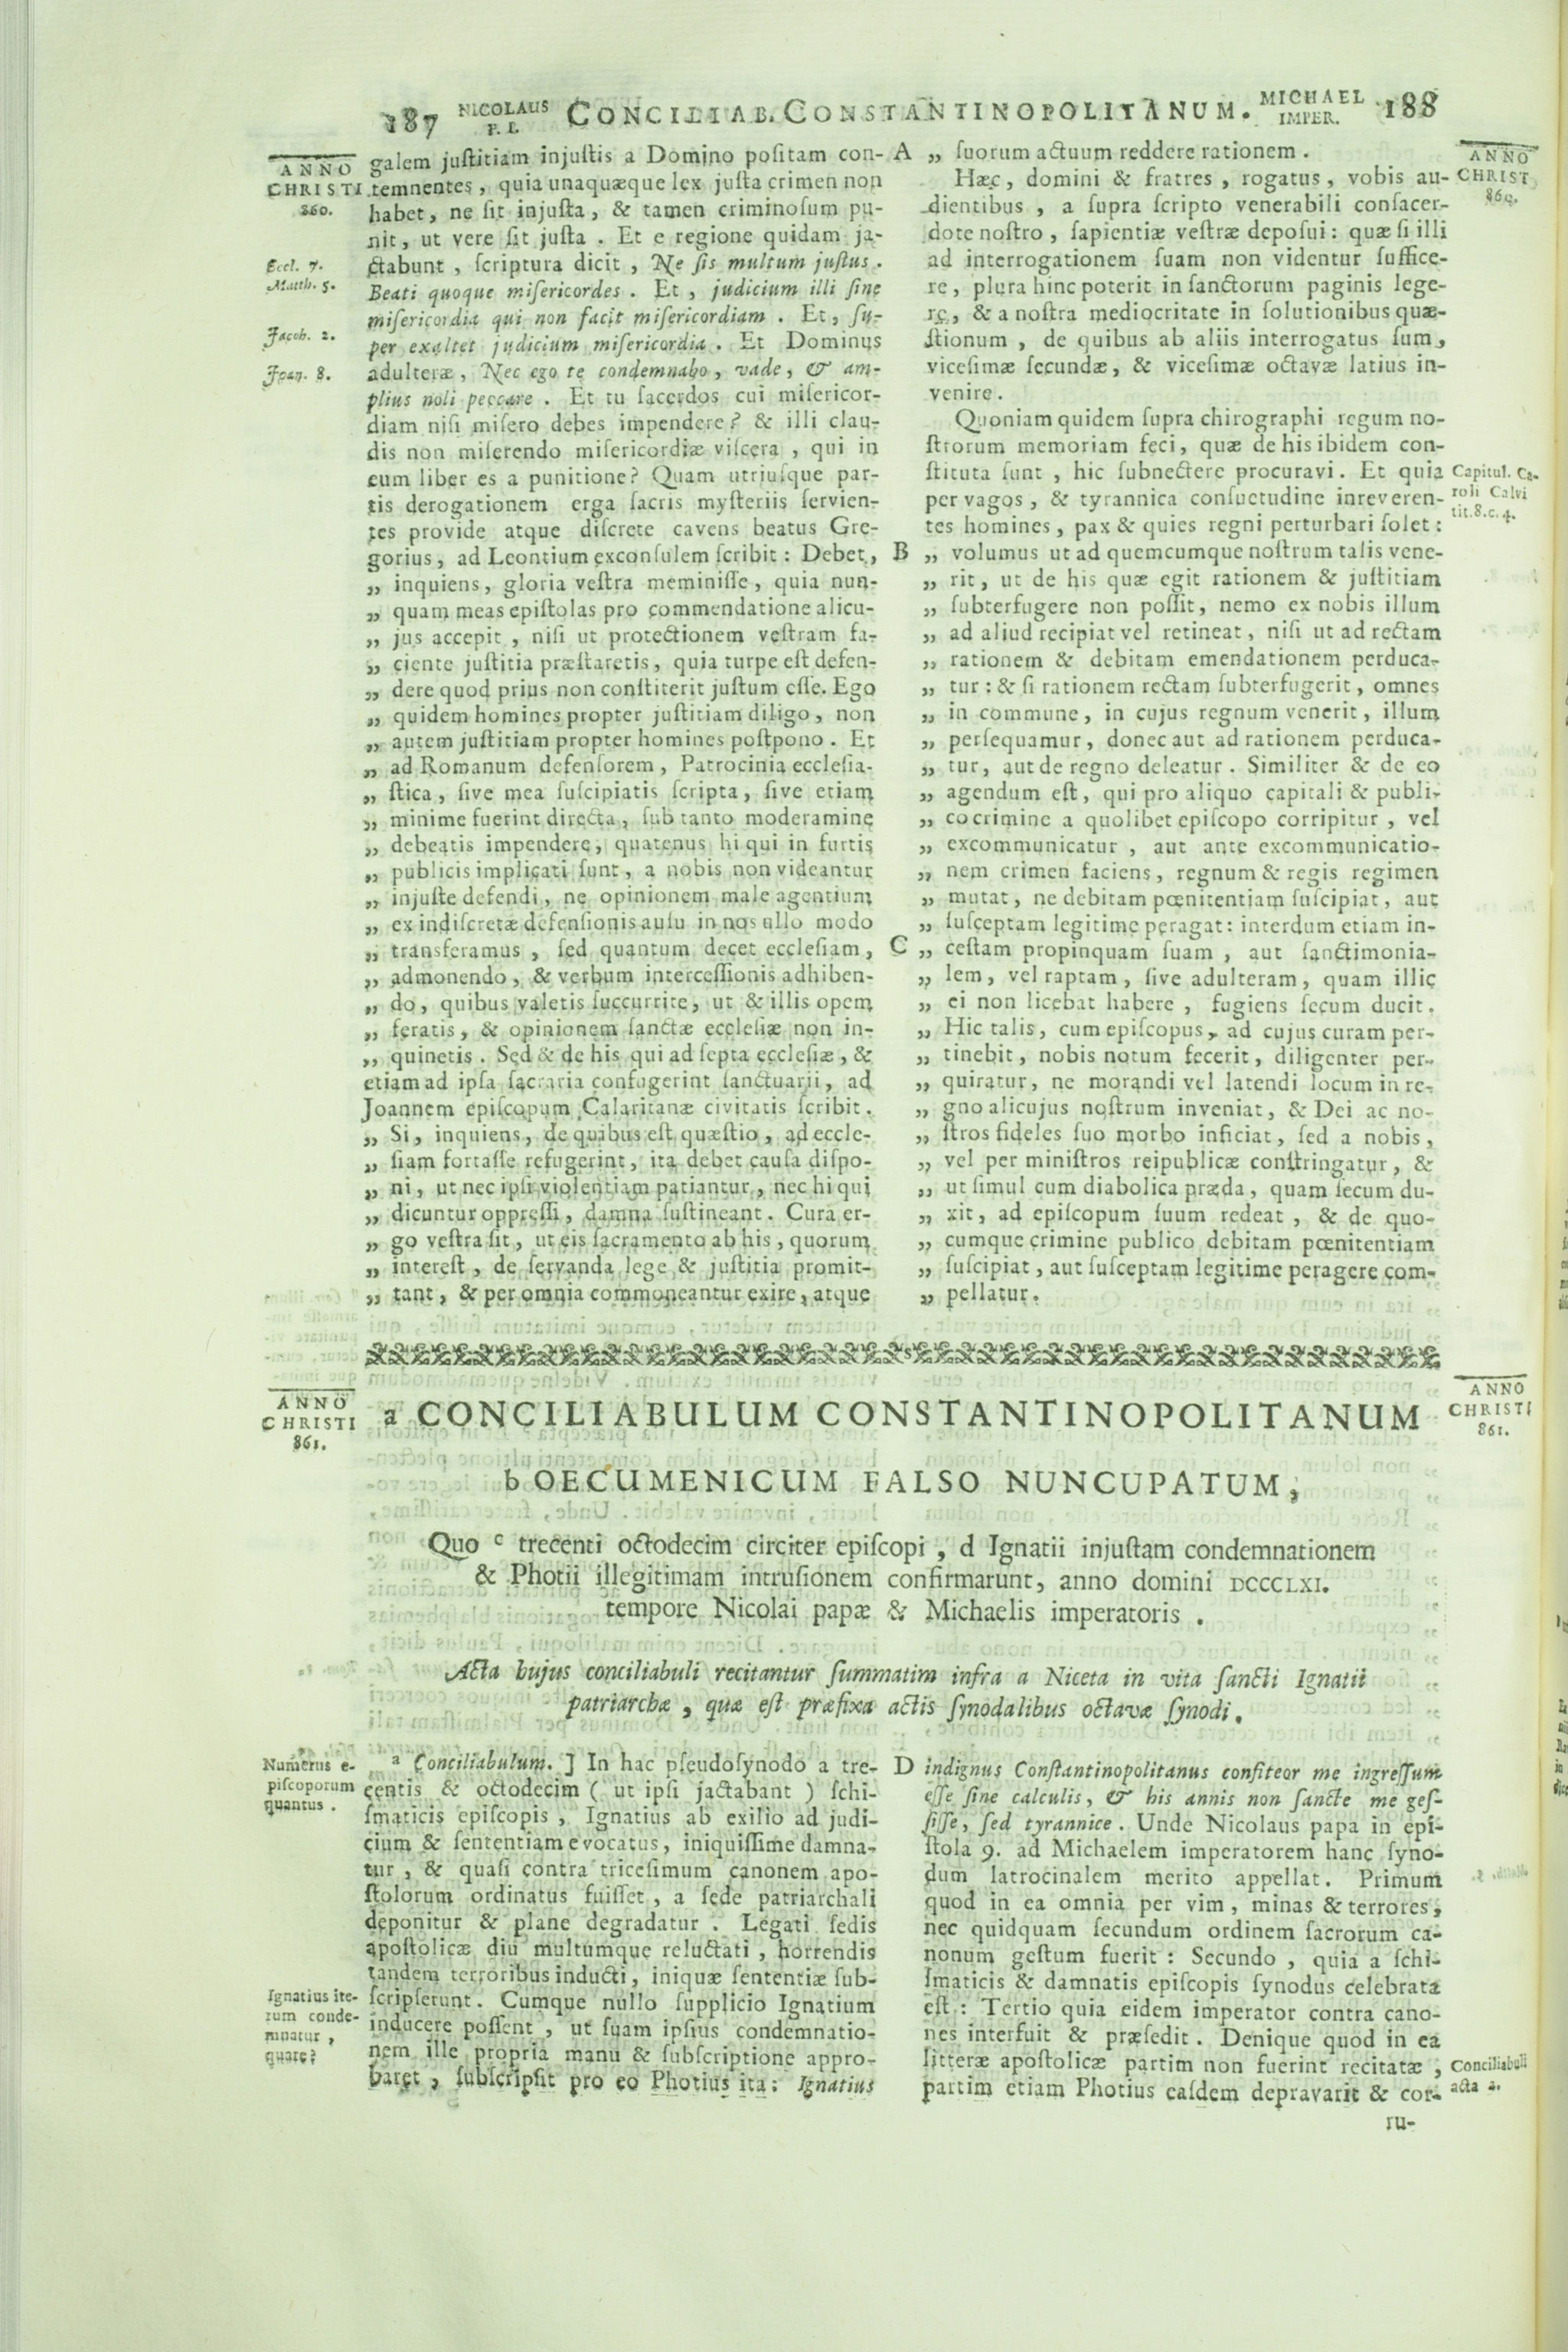 187 NICOLAUS P. I. CONCILIAB. CONSTANTINOPOLITANUM. MICHAEL IMPER. 188
ANNO
CHRISTI
860.
galem juſtitiam injuſtis a Domino poſitam con-
temnentes, quia unaquæque lex juſta crimen non
habet, ne ſit injuſta, & tamen criminoſum pu-
nit, ut vere ſit juſta. Et e regione quidam ja-
ctabunt, ſcriptura dicit, Ne ſis multum juſtus.
Eccl. 7.
Matth. 5.
Beati quoque miſericordes. Et, judicium illi ſine
miſericordia qui non facit miſericordiam. Et, ſu-
Jacob. 2.
per exaltet judicium miſericordia. Et Dominus
Joan. 8.
adulteræ, Nec ego te condemnabo, vade, & am-
plius noli peccare. Et tu ſacerdos cui miſericor-
diam niſi miſero debes impendere? & illi clau-
dis non miſerendo miſericordiæ viſcera, qui in
eum liber es a punitione? Quam utriuſque par-
tis derogationem erga ſacris myſteriis ſervien-
tes provide atque diſcrete cavens beatus Gre-
gorius, ad Leontium exconſulem ſcribit: Debet,
„ inquiens, gloria veſtra meminiſſe, quia nun-
„ quam meas epiſtolas pro commendatione alicu-
„ jus accepit, niſi ut protectionem veſtram fa-
„ ciente juſtitia præſtaretis, quia turpe eſt defen-
„ dere quod prius non conſtiterit juſtum eſſe. Ego
„ quidem homines propter juſtitiam diligo, non
„ autem juſtitiam propter homines poſtpono. Et
„ ad Romanum defenſorem, Patrocinia eccleſia-
„ ſtica, ſive mea ſuſcipiatis ſcripta, ſive etiam
„ minime fuerint directa, ſub tanto moderamine
„ debeatis impendere, quatenus hi qui in furtis
„ publicis implicati ſunt, a nobis non videantur
„ injuſte defendi, ne opinionem male agentium
„ ex indiſcretæ defenſionis auſu in nos ullo modo
„ transferamus, ſed quantum decet eccleſiam,
„ admonendo, & verbum interceſſionis adhiben-
„ do, quibus valetis ſuccurrite, ut & illis opem
„ feratis, & opinionem ſanctæ eccleſiæ non in-
„ quinetis. Sed & de his qui ad ſepta eccleſiæ, &
etiam ad ipſa ſacraria confugerint ſanctuarii, ad
Joannem epiſcopum Calaritanæ civitatis ſcribit.
„ Si, inquiens, de quibus eſt quæſtio, ad eccle-
„ ſiam fortaſſe refugerint, ita debet cauſa diſpo-
„ ni, ut nec ipſi violentiam patiantur, nec hi qui
„ dicuntur oppreſſi, damna ſuſtineant. Cura er-
„ go veſtra ſit, ut eis ſacramento ab his, quorum
„ intereſt, de ſervanda lege & juſtitia promit-
„ tant, & per omnia commoneantur exire, atque
A
B
C
„ ſuorum actuum reddere rationem.
ANNO
CHRIST
860.
Hæc, domini & fratres, rogatus, vobis au-
dientibus, a ſupra ſcripto venerabili conſacer-
dote noſtro, ſapientiæ veſtræ depoſui: quæ ſi illi
ad interrogationem ſuam non videntur ſuffice-
re, plura hinc poterit in ſanctorum paginis lege-
re, & a noſtra mediocritate in ſolutionibus quæ-
ſtionum, de quibus ab aliis interrogatus ſum,
viceſimæ ſecundæ, & viceſimæ octavæ latius in-
venire.
Quoniam quidem ſupra chirographi regum no-
ſtrorum memoriam feci, quæ de his ibidem con-
ſtituta ſunt, hic ſubnectere procuravi. Et quia
Capitul. Ca-
roli Calvi
tit. 8. c. 4.
per vagos, & tyrannica conſuetudine inreveren-
tes homines, pax & quies regni perturbari ſolet:
„ volumus ut ad quemcumque noſtrum talis vene-
„ rit, ut de his quæ egit rationem & juſtitiam
„ ſubterfugere non poſſit, nemo ex nobis illum
„ ad aliud recipiat vel retineat, niſi ut ad rectam
„ rationem & debitam emendationem perduca-
„ tur: & ſi rationem rectam ſubterfugerit, omnes
„ in commune, in cujus regnum venerit, illum
„ perſequamur, donec aut ad rationem perduca-
„ tur, aut de regno deleatur. Similiter & de eo
„ agendum eſt, qui pro aliquo capitali & publi-
„ co crimine a quolibet epiſcopo corripitur, vel
„ excommunicatur, aut ante excommunicatio-
„ nem crimen faciens, regnum & regis regimen
„ mutat, ne debitam pœnitentiam ſuſcipiat, aut
„ ſuſceptam legitime peragat: interdum etiam in-
„ ceſtam propinquam ſuam, aut ſanctimonia-
„ lem, vel raptam, ſive adulteram, quam illic
„ ei non licebat habere, fugiens ſecum ducit.
„ Hic talis, cum epiſcopus, ad cujus curam per-
„ tinebit, nobis notum fecerit, diligenter per-
„ quiratur, ne morandi vel latendi locum in re-
„ gno alicujus noſtrum inveniat, & Dei ac no-
„ ſtros fideles ſuo morbo inficiat, ſed a nobis,
„ vel per miniſtros reipublicæ conſtringatur, &
„ ut ſimul cum diabolica præda, quam ſecum du-
„ xit, ad epiſcopum ſuum redeat, & de quo-
„ cumque crimine publico debitam pœnitentiam
„ ſuſcipiat, aut ſuſceptam legitime peragere com-
„ pellatur.
ANNO
CHRISTI
861.
a CONCILIABULUM CONSTANTINOPOLITANUM
ANNO
CHRISTI
861.
b OECUMENICUM FALSO NUNCUPATUM,
Quo c trecenti octodecim circiter epiſcopi, d Ignatii injuſtam condemnationem
& Photii illegitimam intruſionem confirmarunt, anno domini DCCCLXI.
tempore Nicolai papæ & Michaelis imperatoris.
Acta hujus conciliabuli recitantur ſummatim infra a Niceta in vita ſancti Ignatii
patriarchæ, quæ eſt præfixa actis ſynodalibus octavæ ſynodi.
Numerus e-
piſcoporum
quantus.
a Conciliabulum.] In hac pſeudoſynodo a tre-
centis & octodecim (ut ipſi jactabant) ſchi-
ſmaticis epiſcopis, Ignatius ab exilio ad judi-
cium & ſententiam evocatus, iniquiſſime damna-
tur, & quaſi contra triceſimum canonem apo-
ſtolorum ordinatus fuiſſet, a ſede patriarchali
deponitur & plane degradatur. Legati ſedis
apoſtolicæ diu multumque reluctati, horrendis
tandem terroribus inducti, iniquæ ſententiæ ſub-
Ignatius ite-
rum conde-
mnatur,
quare?
ſcripſerunt. Cumque nullo ſupplicio Ignatium
inducere poſſent, ut ſuam ipſius condemnatio-
nem ille propria manu & ſubſcriptione appro-
baret, ſubſcripſit pro eo Photius ita: Ignatius
D
indignus Conſtantinopolitanus confiteor me ingreſſum
eſſe ſine calculis, & his annis non ſancte me geſ-
ſiſſe, ſed tyrannice. Unde Nicolaus papa in epi-
ſtola 9. ad Michaelem imperatorem hanc ſyno-
dum latrocinalem merito appellat. Primum
quod in ea omnia per vim, minas & terrores,
nec quidquam ſecundum ordinem ſacrorum ca-
nonum geſtum fuerit: Secundo, quia a ſchi-
ſmaticis & damnatis epiſcopis ſynodus celebrata
eſt: Tertio quia eidem imperator contra cano-
nes interfuit & præſedit. Denique quod in ea
litteræ apoſtolicæ partim non fuerint recitatæ,
Conciliabuli
acta 2.
partim etiam Photius eaſdem depravarit & cor-
ru-